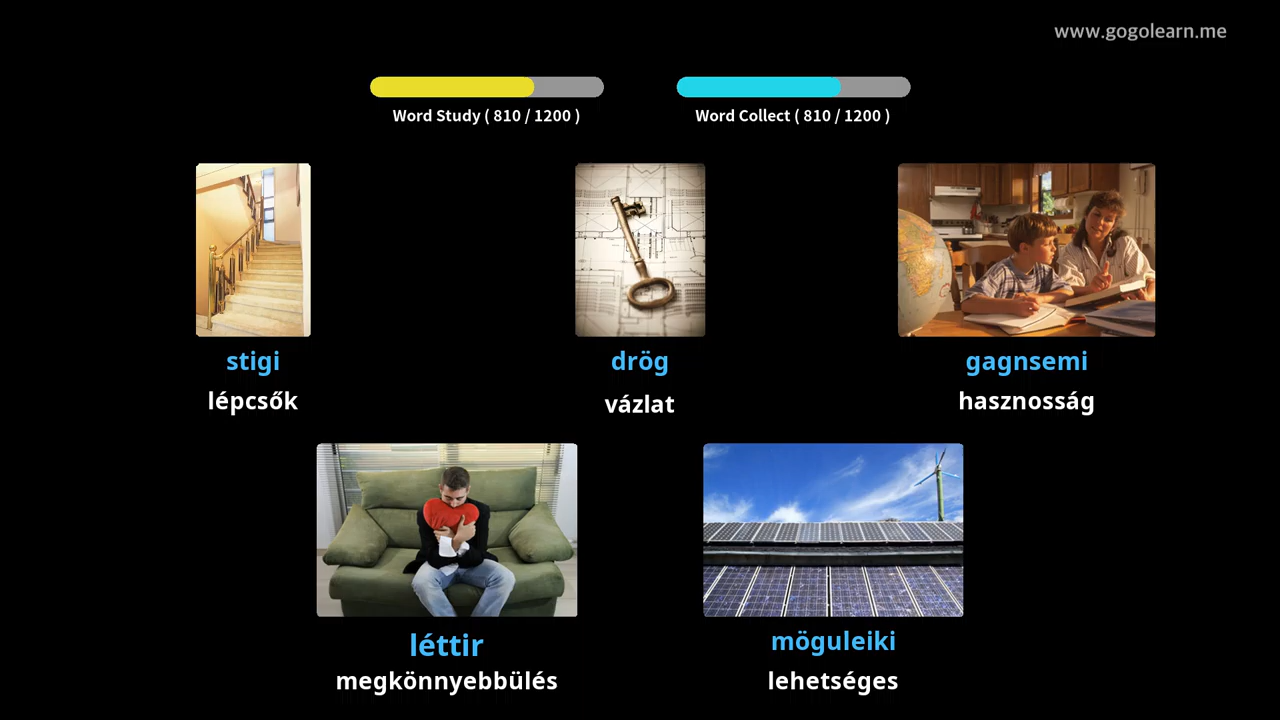 www.gogolearn.me
Word Study ( 810 / 1200 )
Word Collect ( 810 / 1200 )
stigi
drög
gagnsemi
lépcsők
vázlat
hasznosság
léttir
möguleiki
megkönnyebbülés
lehetséges